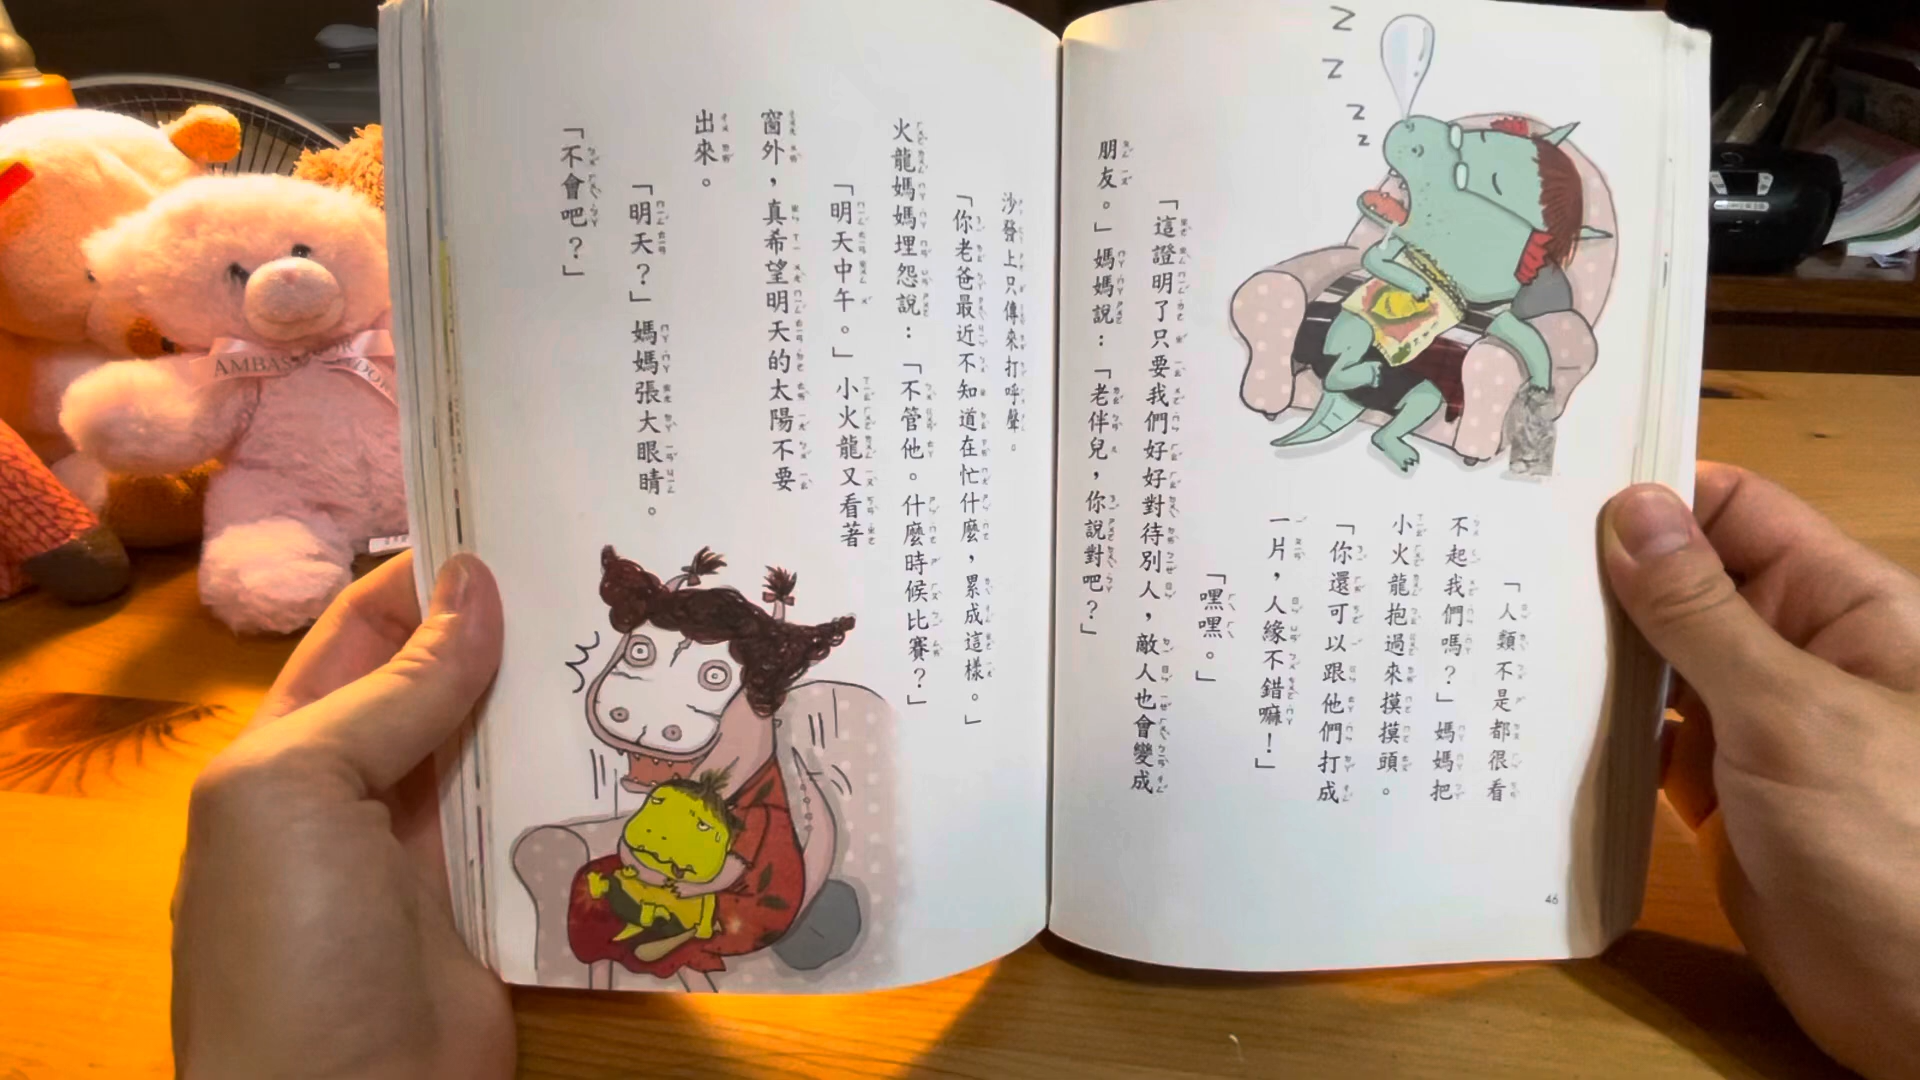 「人類不是都很看
不起我們嗎？」媽媽把
小火龍抱過來摸摸頭。
「你還可以跟他們打成
一片，人緣不錯嘛！」
「嘿嘿。」
「這證明了只要我們好好對待別人，敵人也會變成
朋友。」媽媽說：「老伴兒，你說對吧？」
沙發上只傳來打呼聲。
「你老爸最近不知道在忙什麼，累成這樣。」
火龍媽媽埋怨說：「不管他。什麼時候比賽？」
「明天中午。」小火龍又看著
窗外，真希望明天的太陽不要
出來。
「明天？」媽媽張大眼睛。
「不會吧？」
Z
Z
Z
Z
46